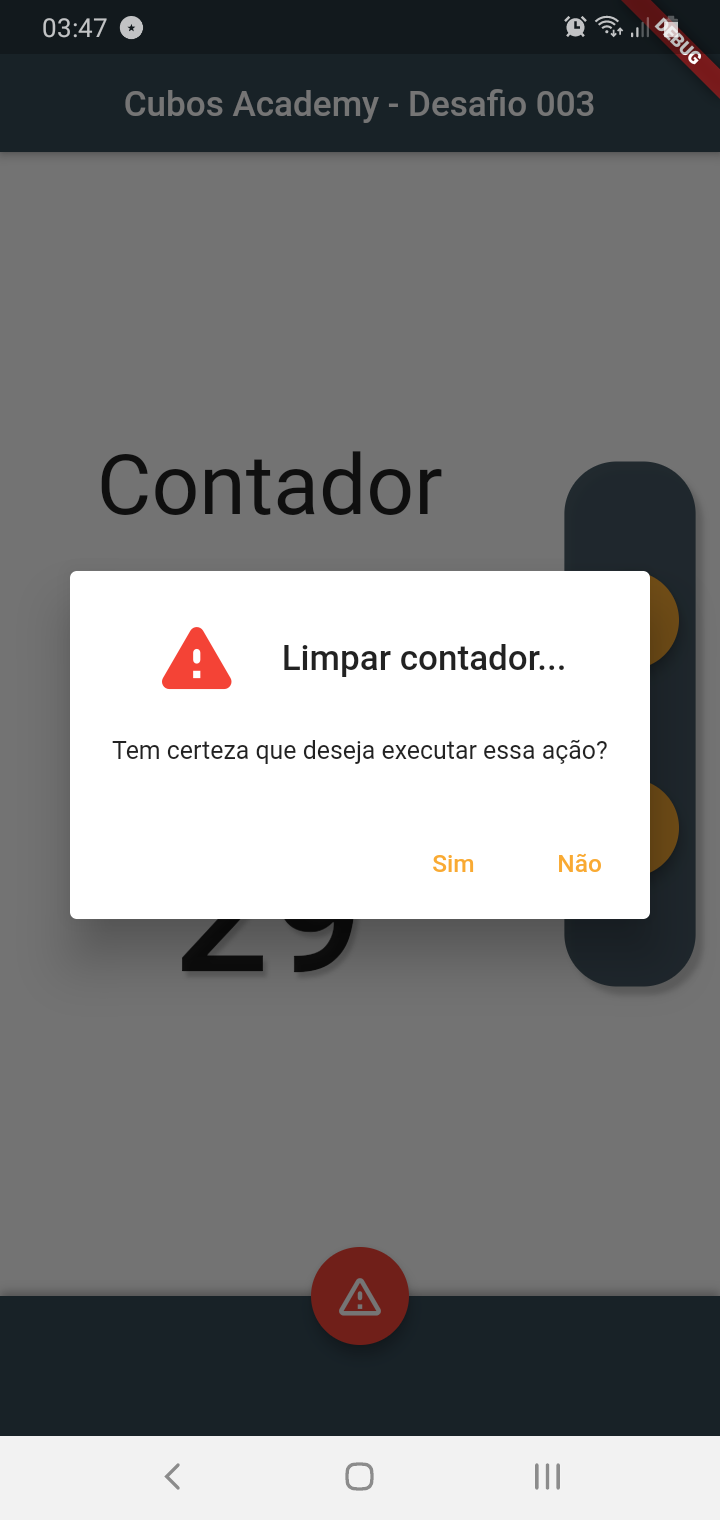 03:47
DEBUG
Cubos Academy - Desafio 003
Contador
Limpar contador...
Tem certeza que deseja executar essa ação?
Sim Não
29